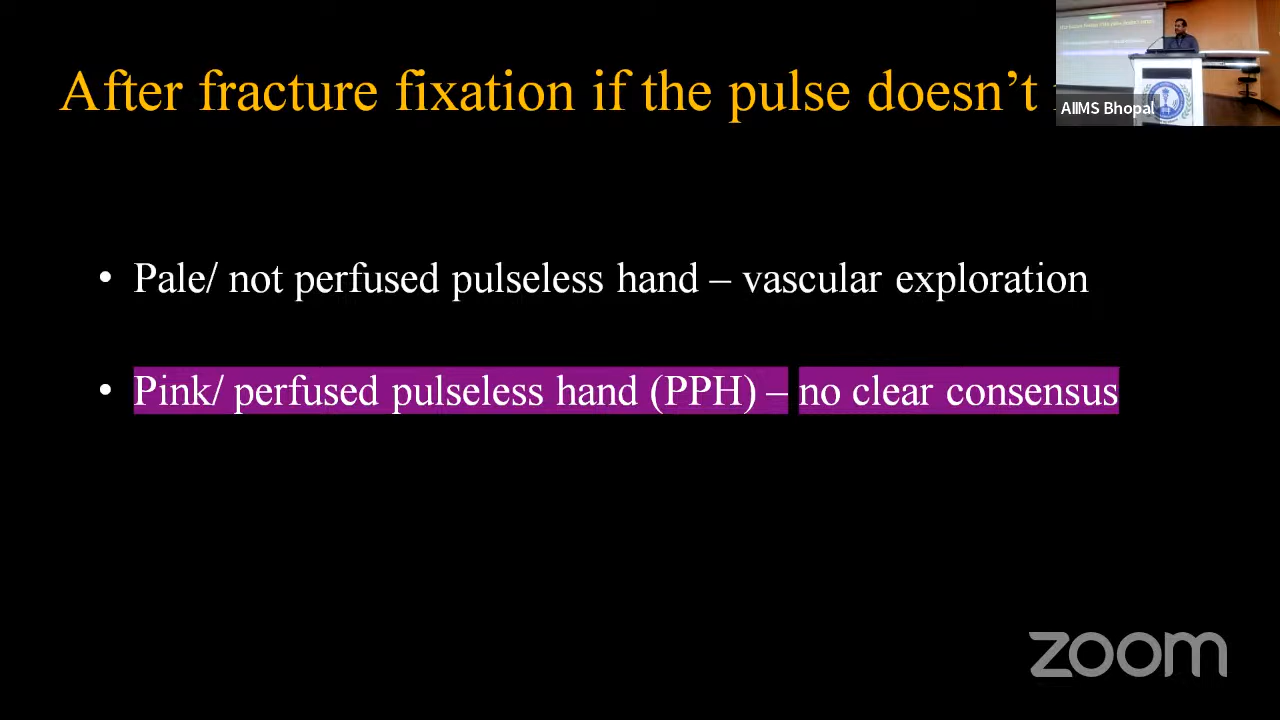 After fracture fixation if the pulse doesn’t
AIIMS Bhopal
• Pale/ not perfused pulseless hand – vascular exploration
• Pink/ perfused pulseless hand (PPH) – no clear consensus
zoom